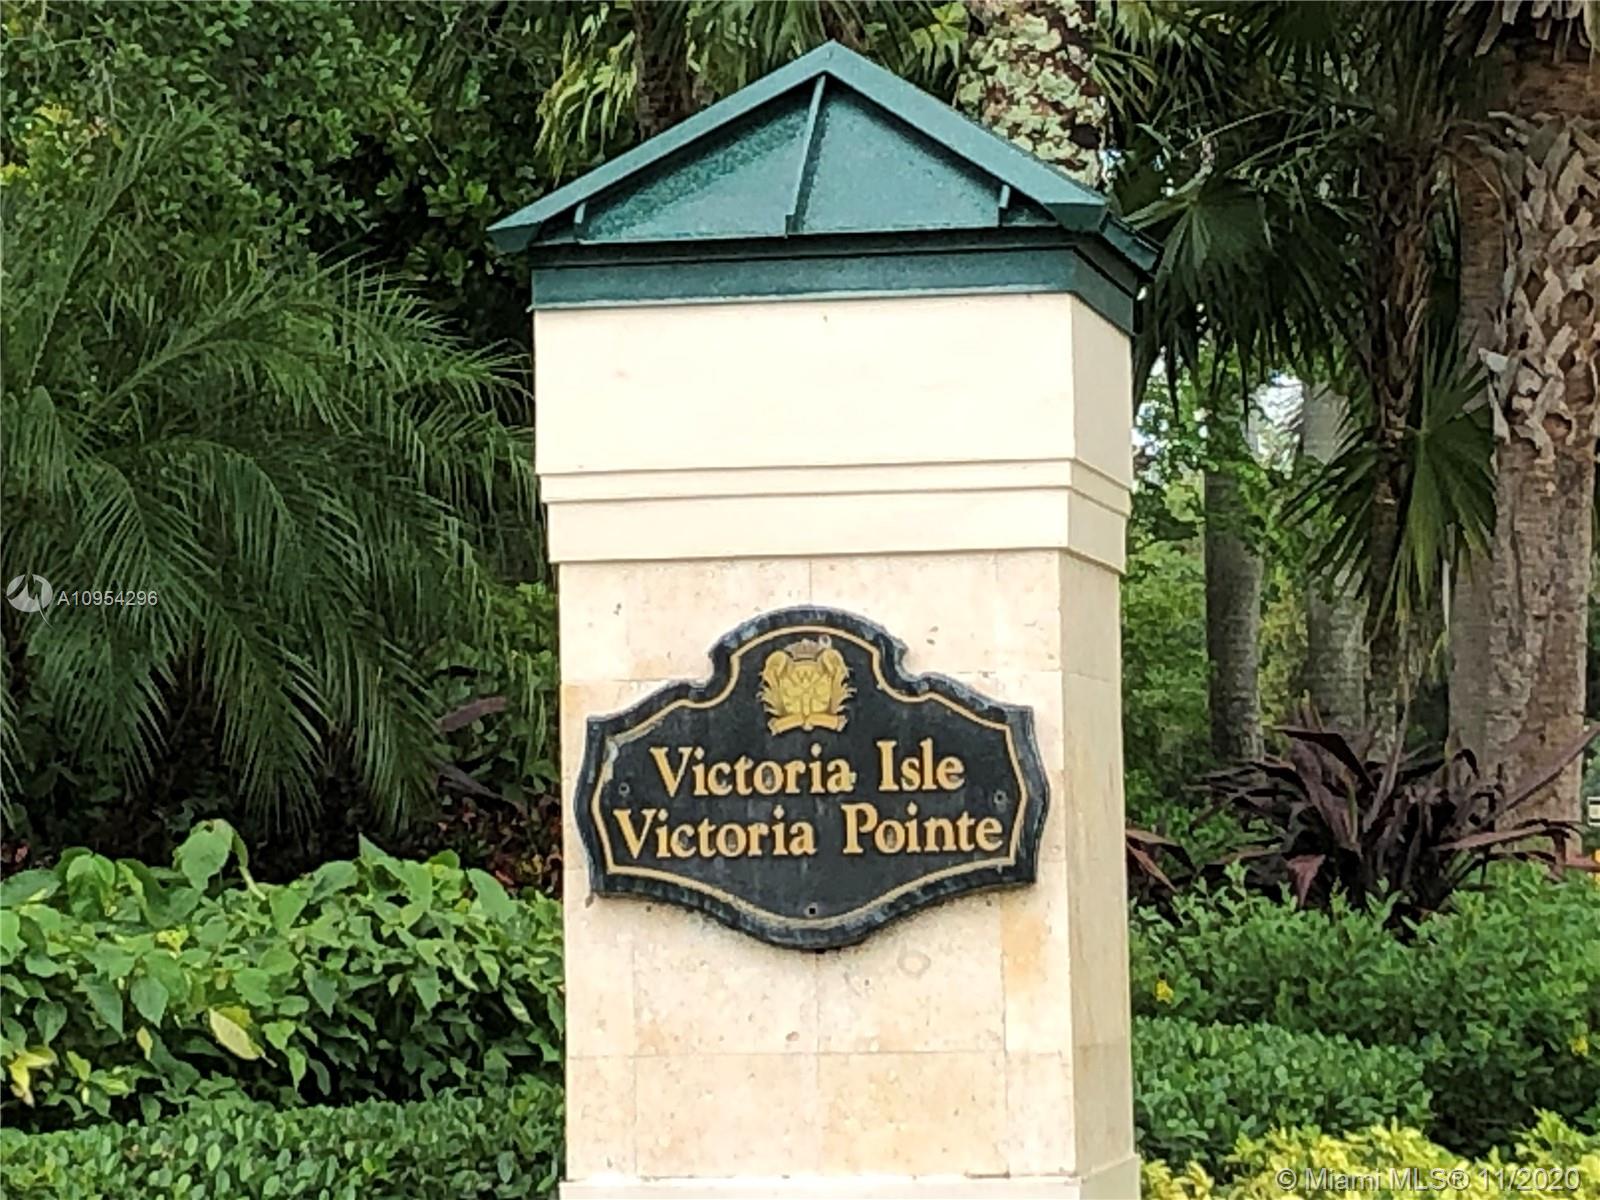 A10954296
Victoria Isle
Victoria Pointe
© Miami MLS® 11/2020